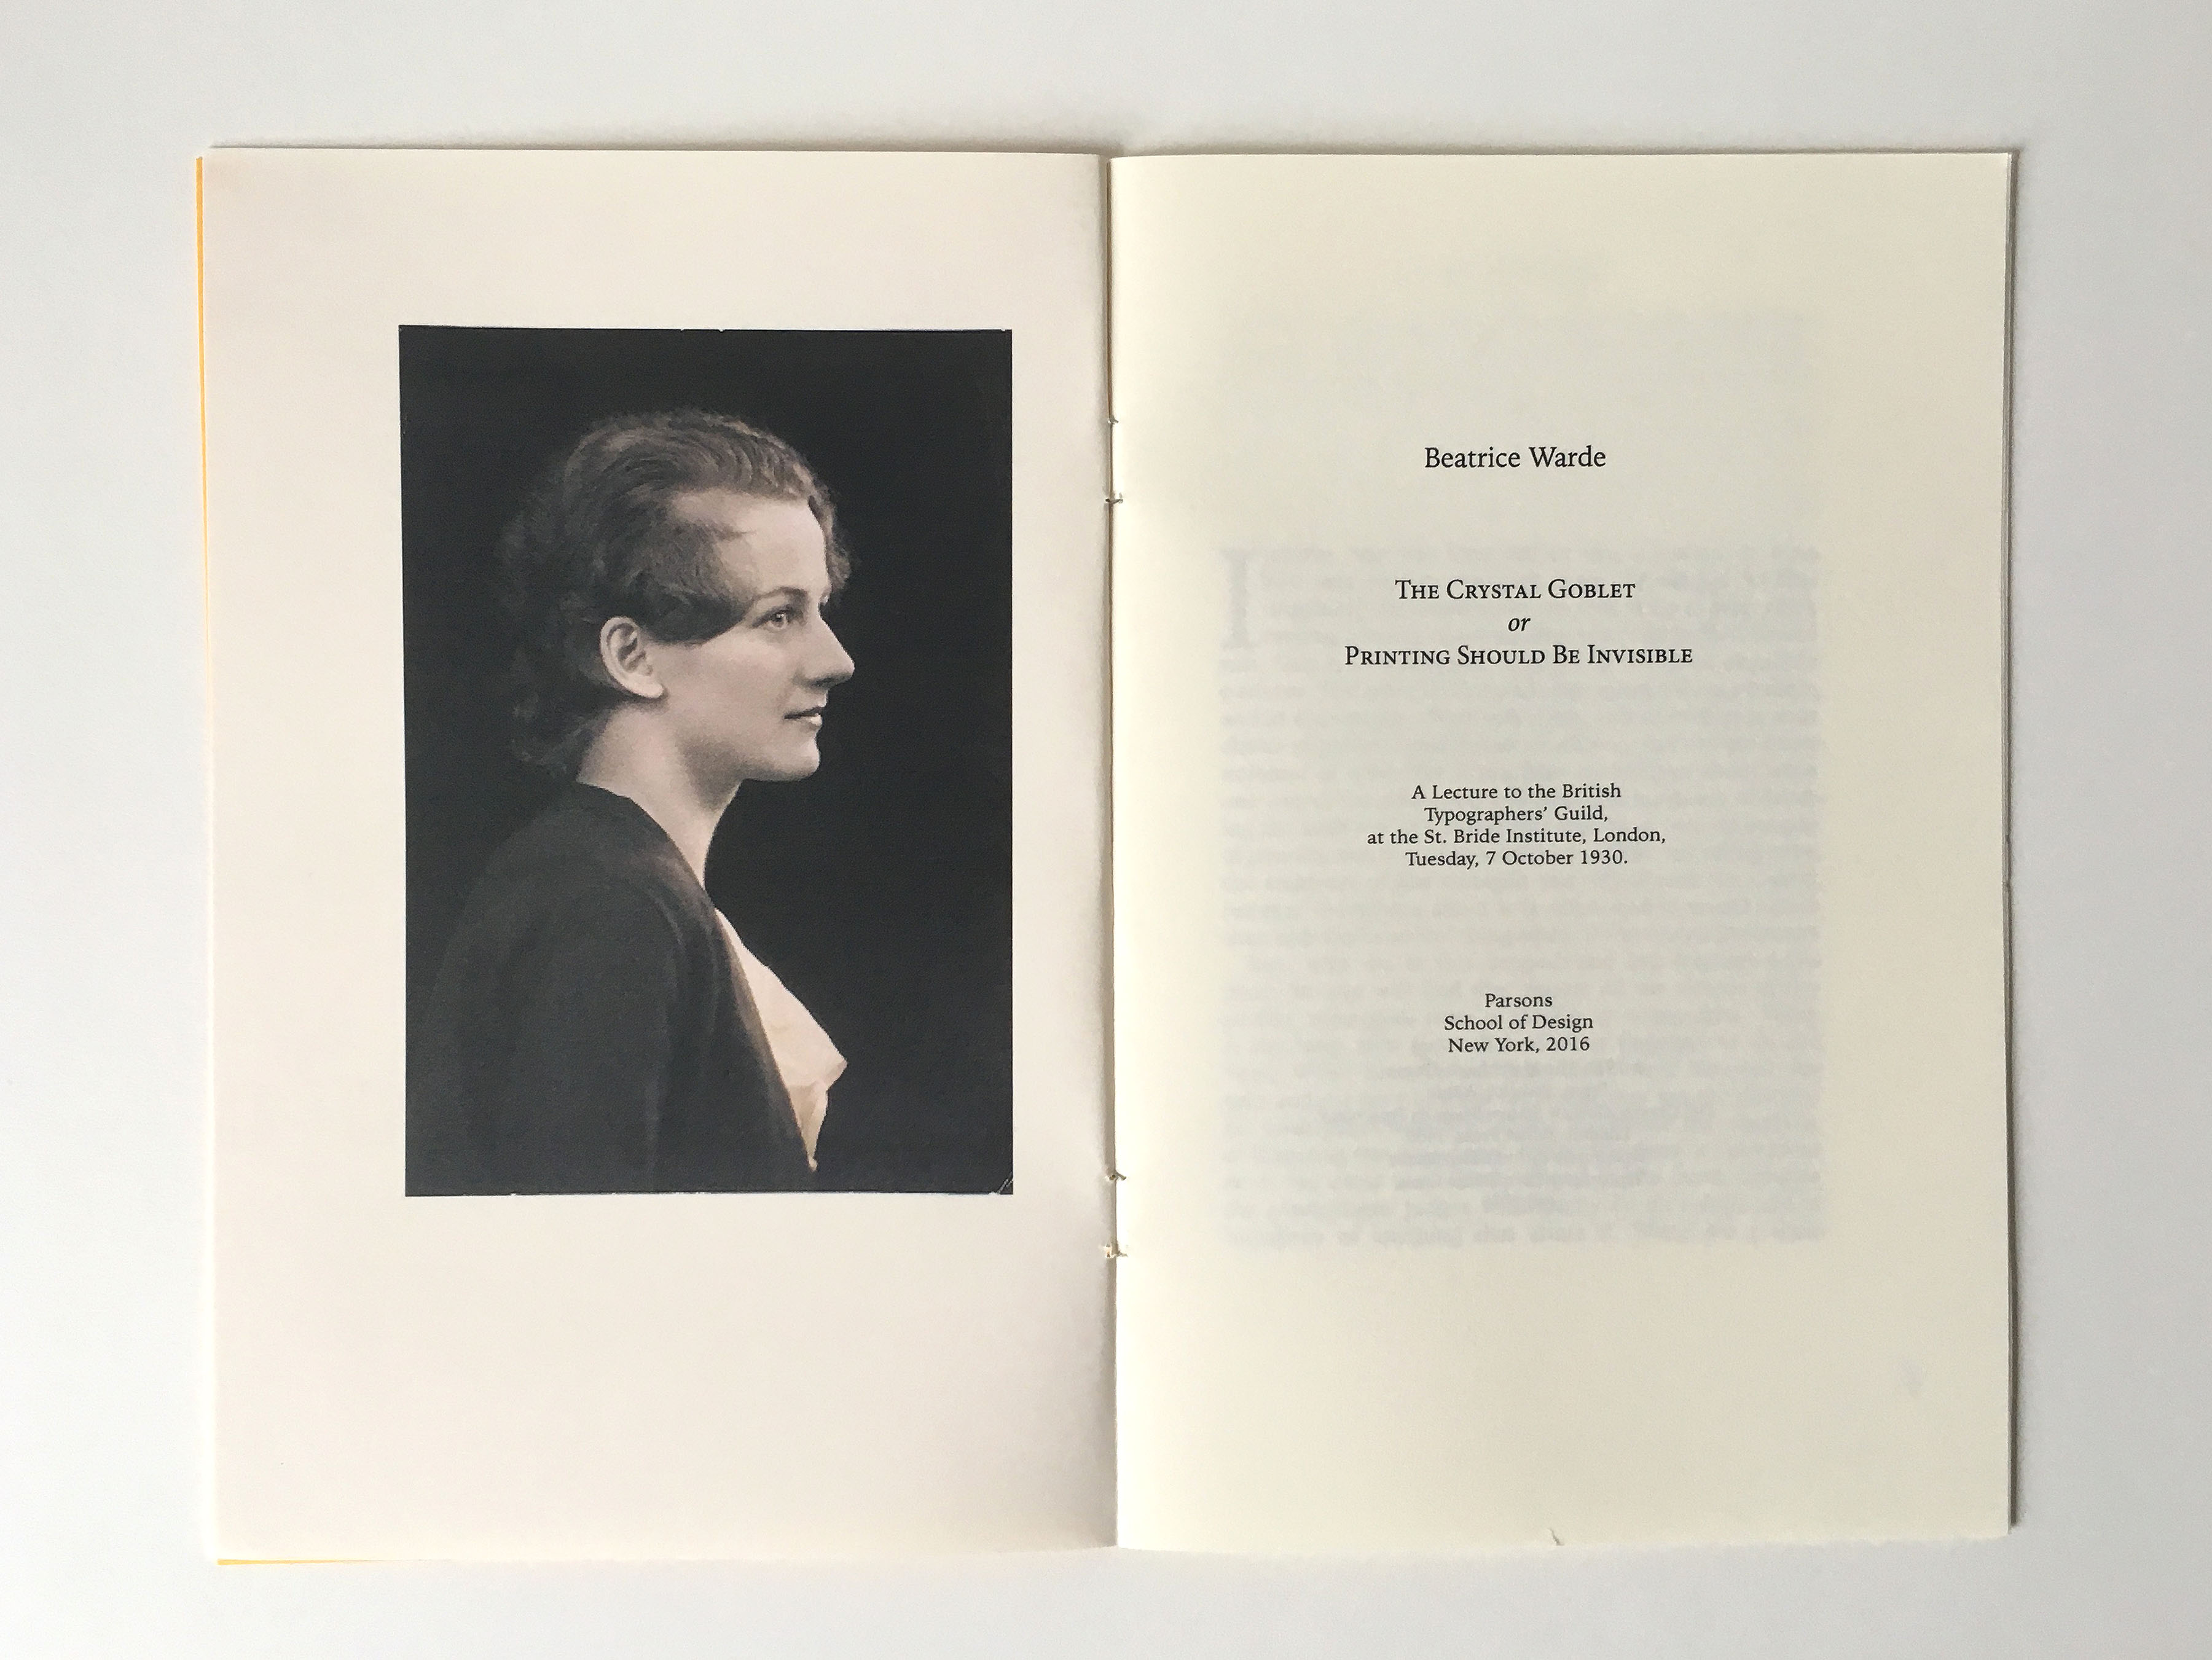 Beatrice Warde
The Crystal Goblet
or
Printing Should Be Invisible
A Lecture to the British
Typographers’ Guild,
at the St. Bride Institute, London,
Tuesday, 7 October 1930.
Parsons
School of Design
New York, 2016